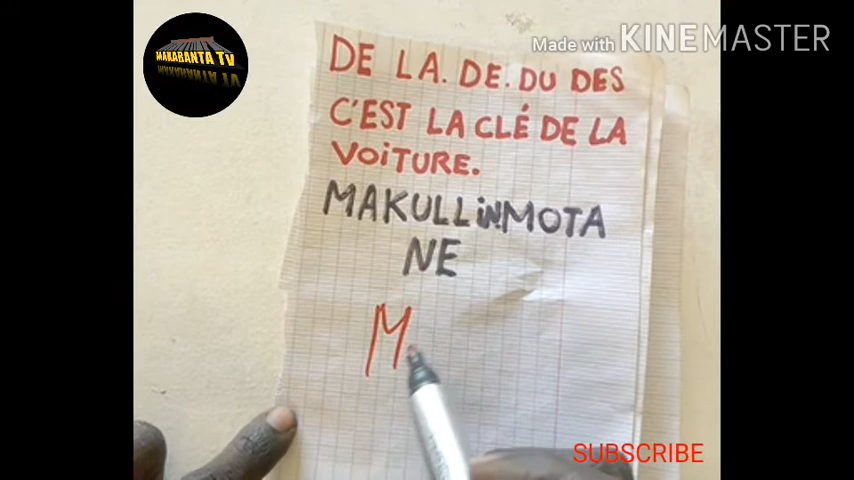 MAKARANTA TV
Made with KINEMASTER
DE LA. DE. DU DES
C'EST LA CLÉ DE LA
VOiTURE.
MAKULLiN MOTA
NE
M
SUBSCRIBE